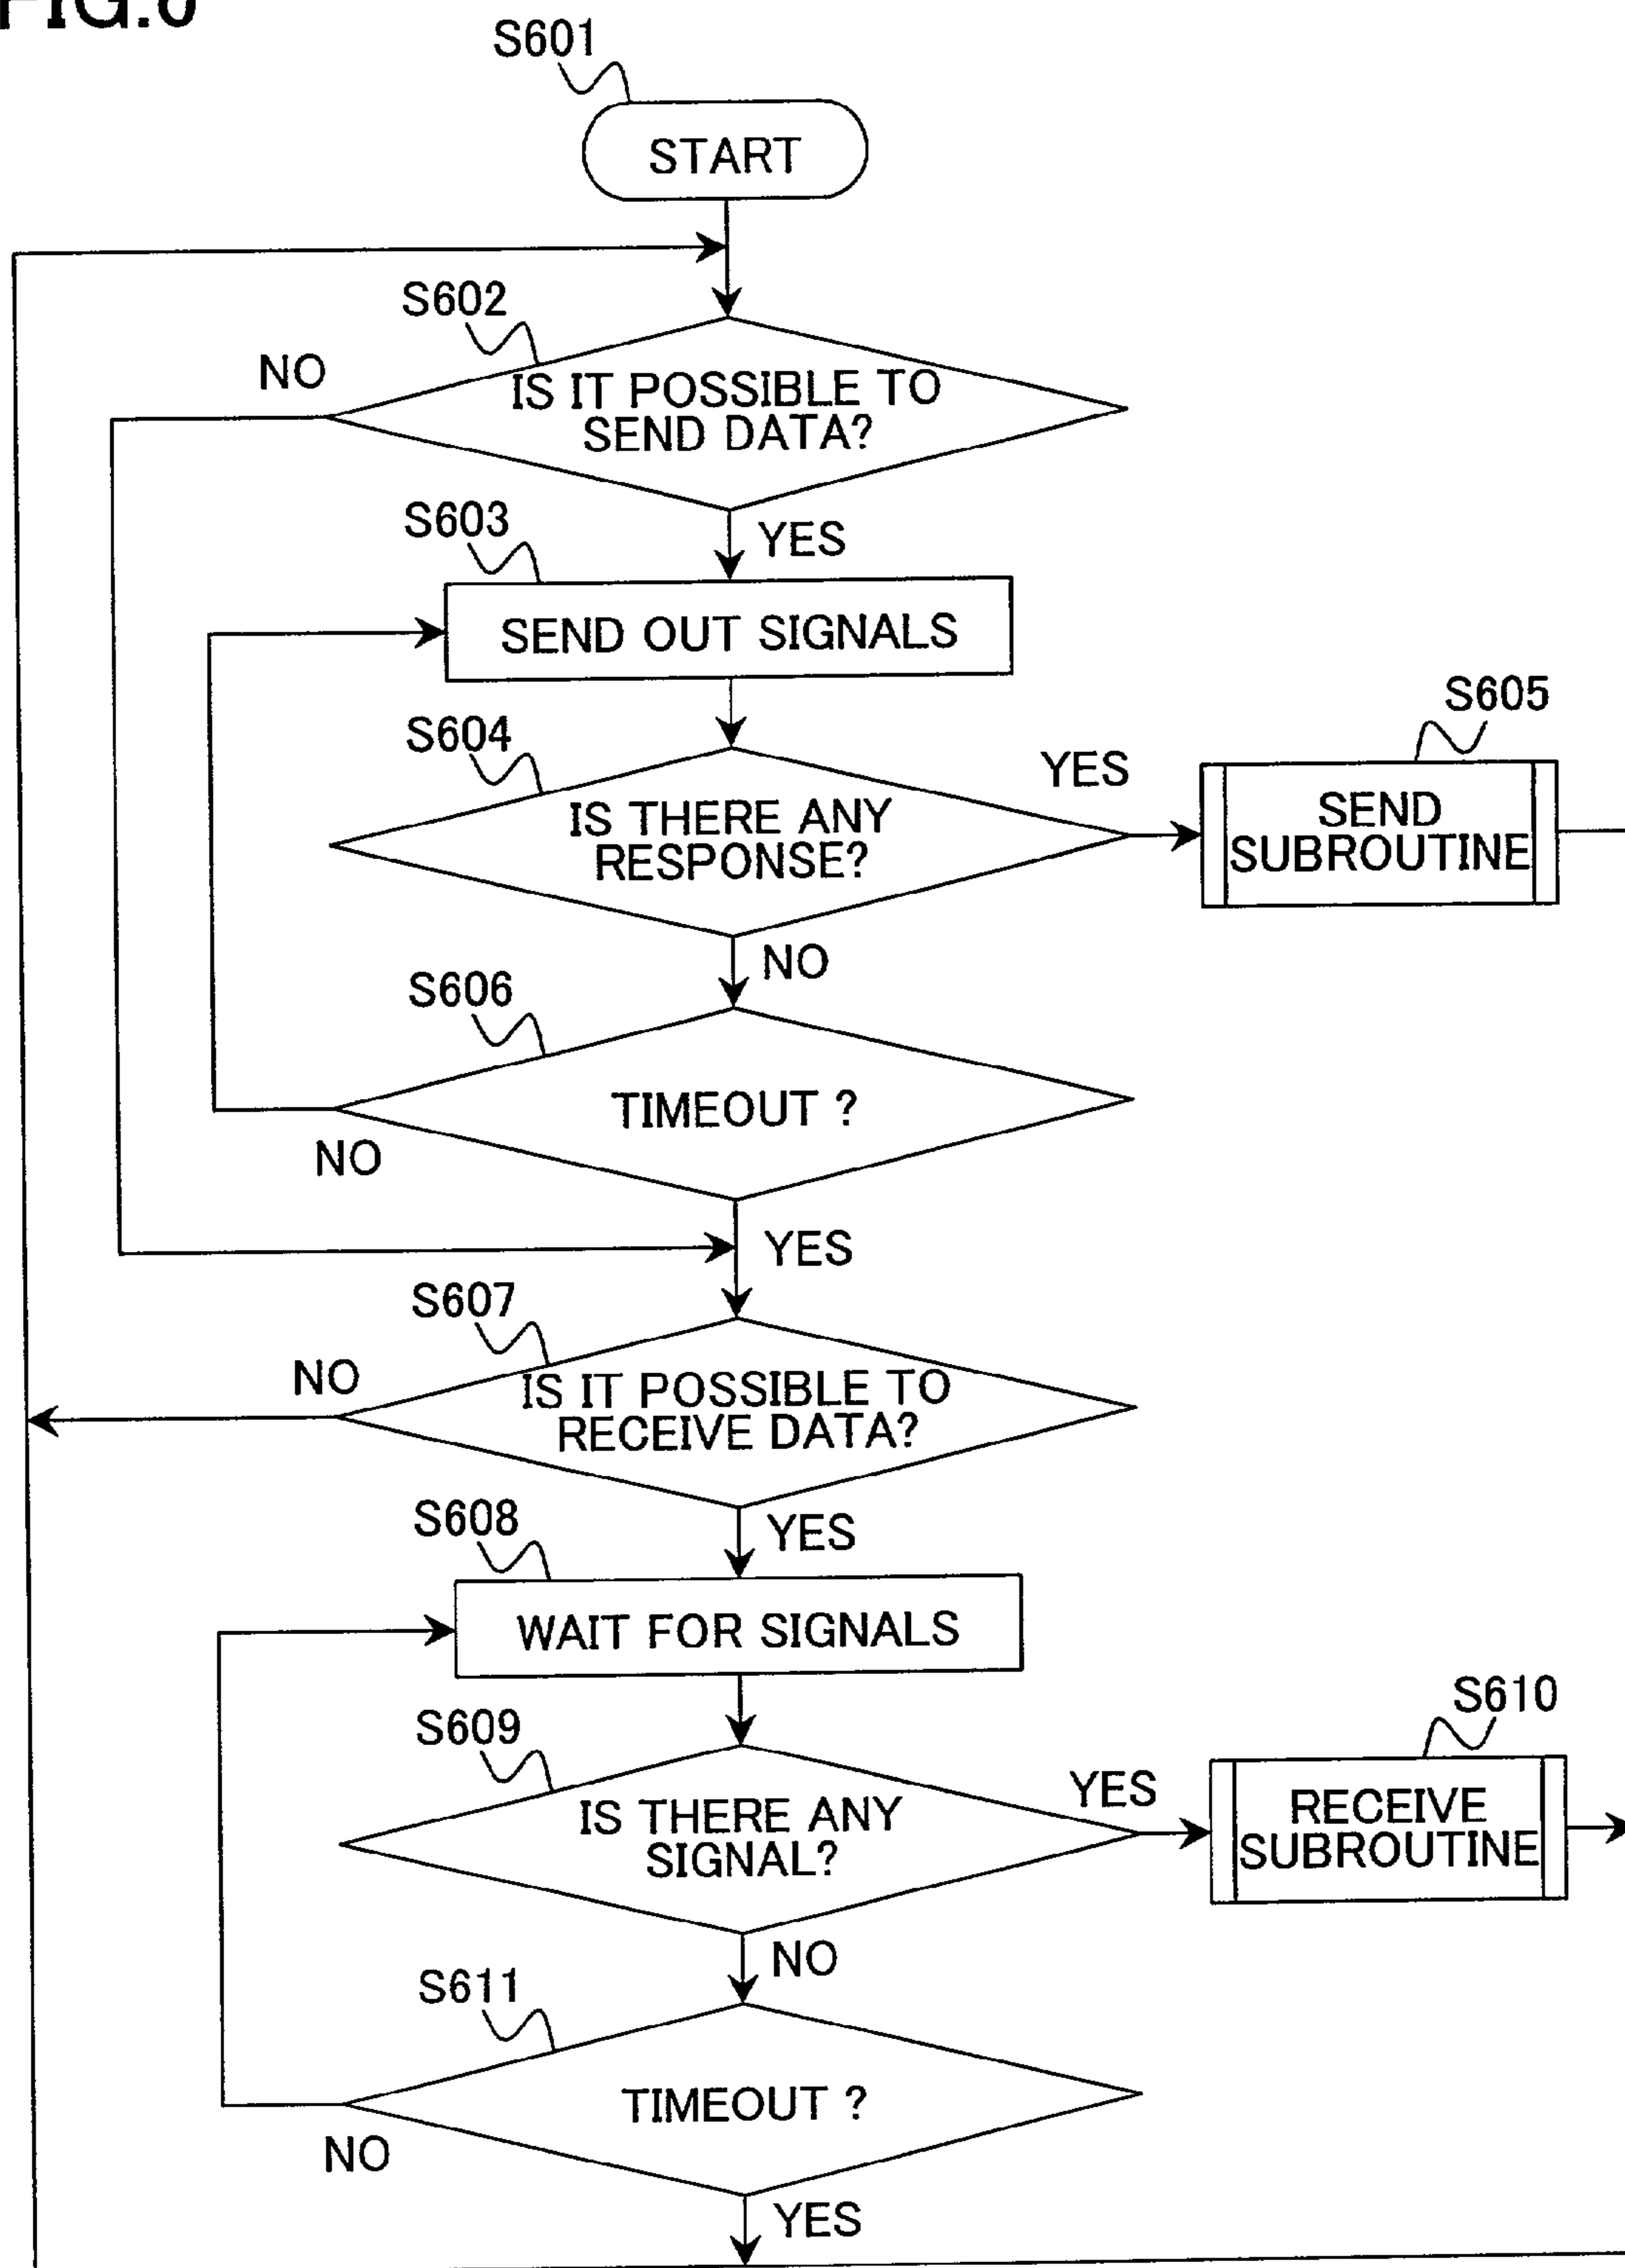 FIG.6
S601
START
S602
NO
IS IT POSSIBLE TO
SEND DATA?
YES
S603
SEND OUT SIGNALS
S604
IS THERE ANY
RESPONSE?
YES
S605
SEND
SUBROUTINE
NO
S606
TIMEOUT ?
NO
YES
S607
NO
IS IT POSSIBLE TO
RECEIVE DATA?
YES
S608
WAIT FOR SIGNALS
S609
IS THERE ANY
SIGNAL?
YES
S610
RECEIVE
SUBROUTINE
NO
S611
TIMEOUT ?
NO
YES